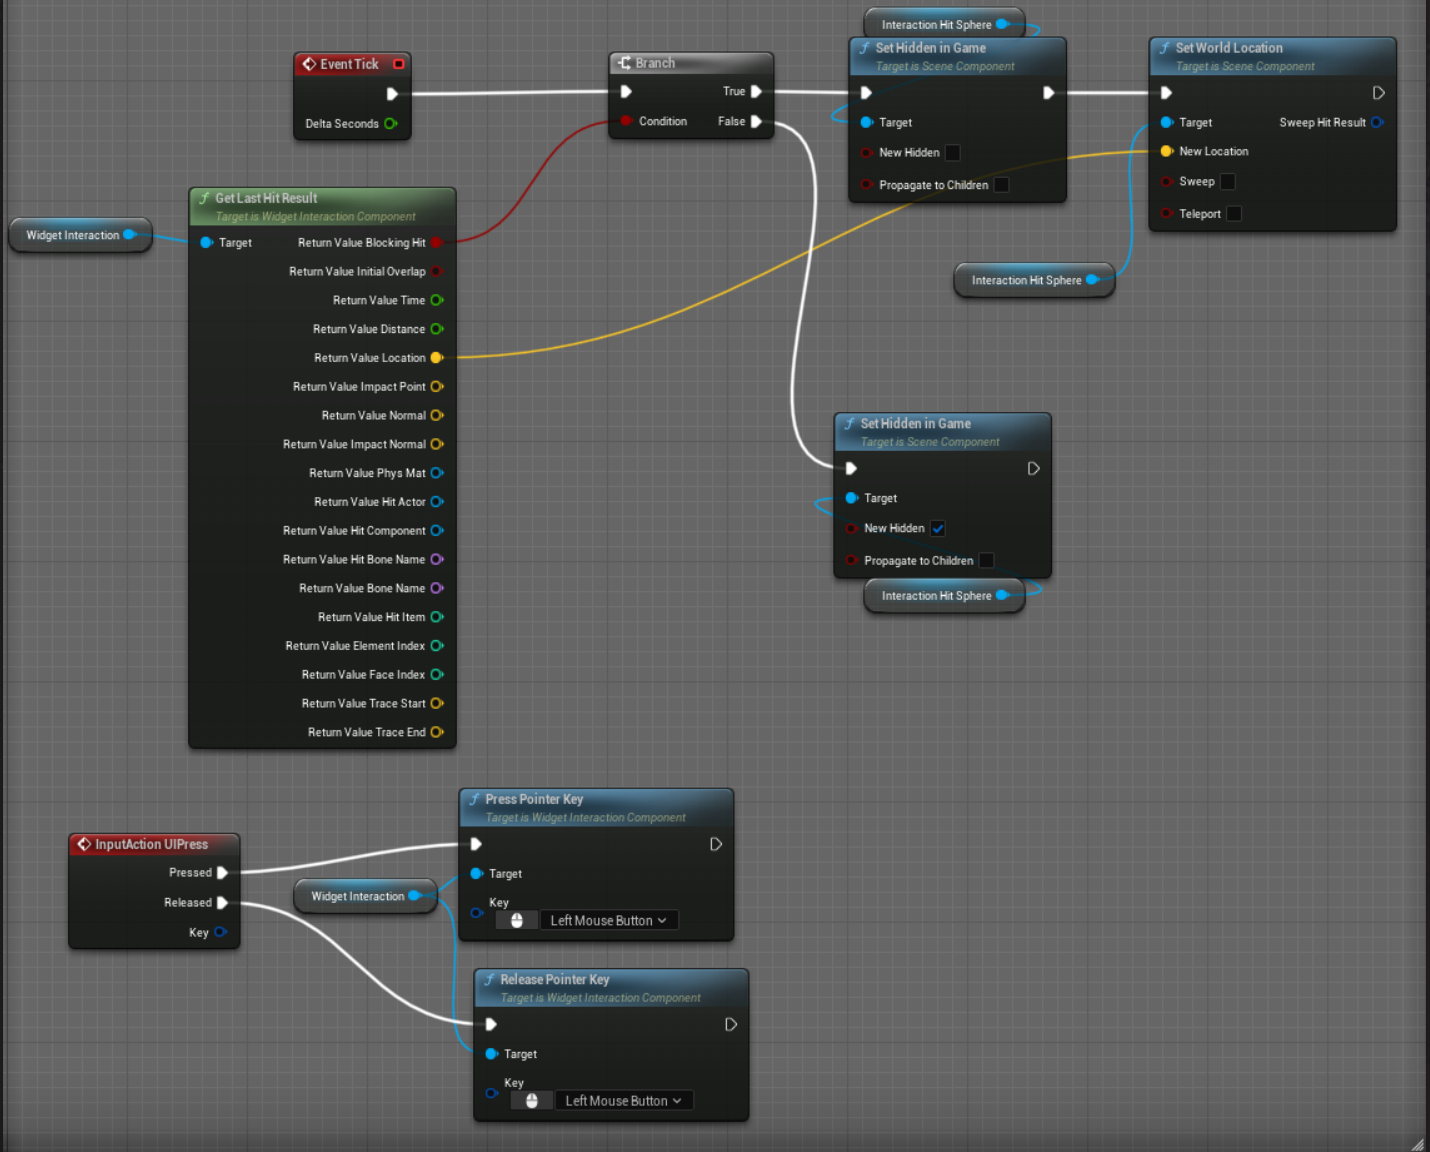 Interaction Hit Sphere
Event Tick
Delta Seconds
Branch
True
Condition
False
Set Hidden in Game
Target is Scene Component
Target
New Hidden
Propagate to Children
Set World Location
Target is Scene Component
Target
Sweep Hit Result
New Location
Sweep
Teleport
Interaction Hit Sphere
Widget Interaction
Get Last Hit Result
Target is Widget Interaction Component
Target
Return Value Blocking Hit
Return Value Initial Overlap
Return Value Time
Return Value Distance
Return Value Location
Return Value Impact Point
Return Value Normal
Return Value Impact Normal
Return Value Phys Mat
Return Value Hit Actor
Return Value Hit Component
Return Value Hit Bone Name
Return Value Bone Name
Return Value Hit Item
Return Value Element Index
Return Value Face Index
Return Value Trace Start
Return Value Trace End
Set Hidden in Game
Target is Scene Component
Target
New Hidden
Propagate to Children
Interaction Hit Sphere
InputAction UIPress
Pressed
Released
Key
Widget Interaction
Press Pointer Key
Target is Widget Interaction Component
Target
Key
Left Mouse Button
Release Pointer Key
Target is Widget Interaction Component
Target
Key
Left Mouse Button